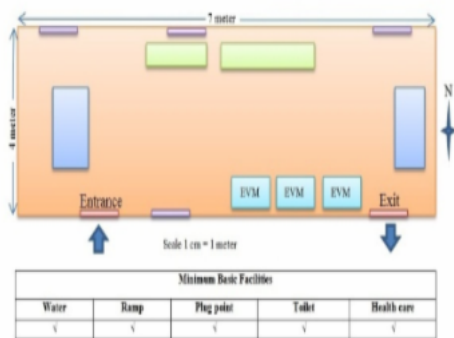 7 meter
4 meter
N
EVM EVM EVM
Entrance
Exit
Scale 1 cm = 1 meter
Minimum Basic Facilities
Water Ramp Plug point Toilet Health care
√ √ √ √ √